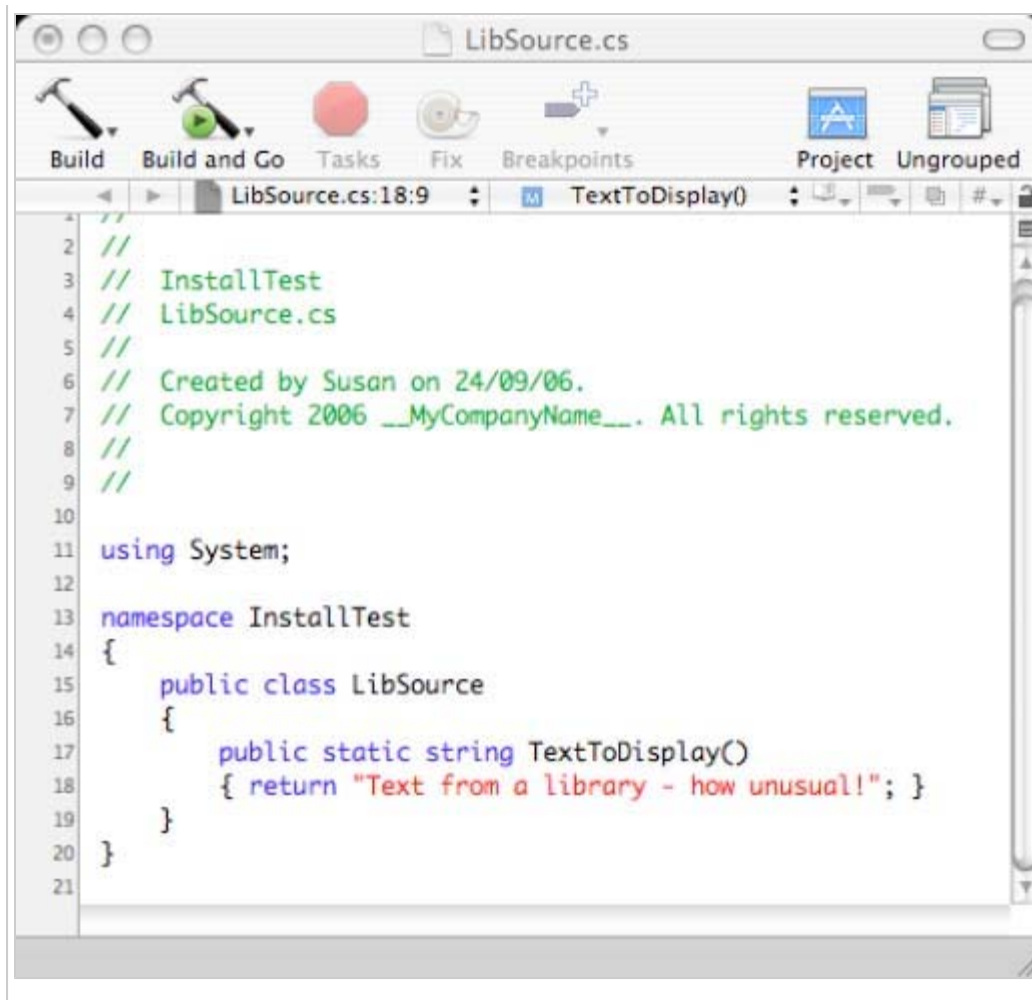 LibSource.cs
Build Build and Go Tasks Fix Breakpoints Project Ungrouped
LibSource.cs:18:9 M TextToDisplay() #
1 //
2 //
3 // InstallTest
4 // LibSource.cs
5 //
6 // Created by Susan on 24/09/06.
7 // Copyright 2006 __MyCompanyName__. All rights reserved.
8 //
9 //
10
11 using System;
12
13 namespace InstallTest
14 {
15 public class LibSource
16 {
17 public static string TextToDisplay()
18 { return "Text from a library - how unusual!"; }
19 }
20 }
21